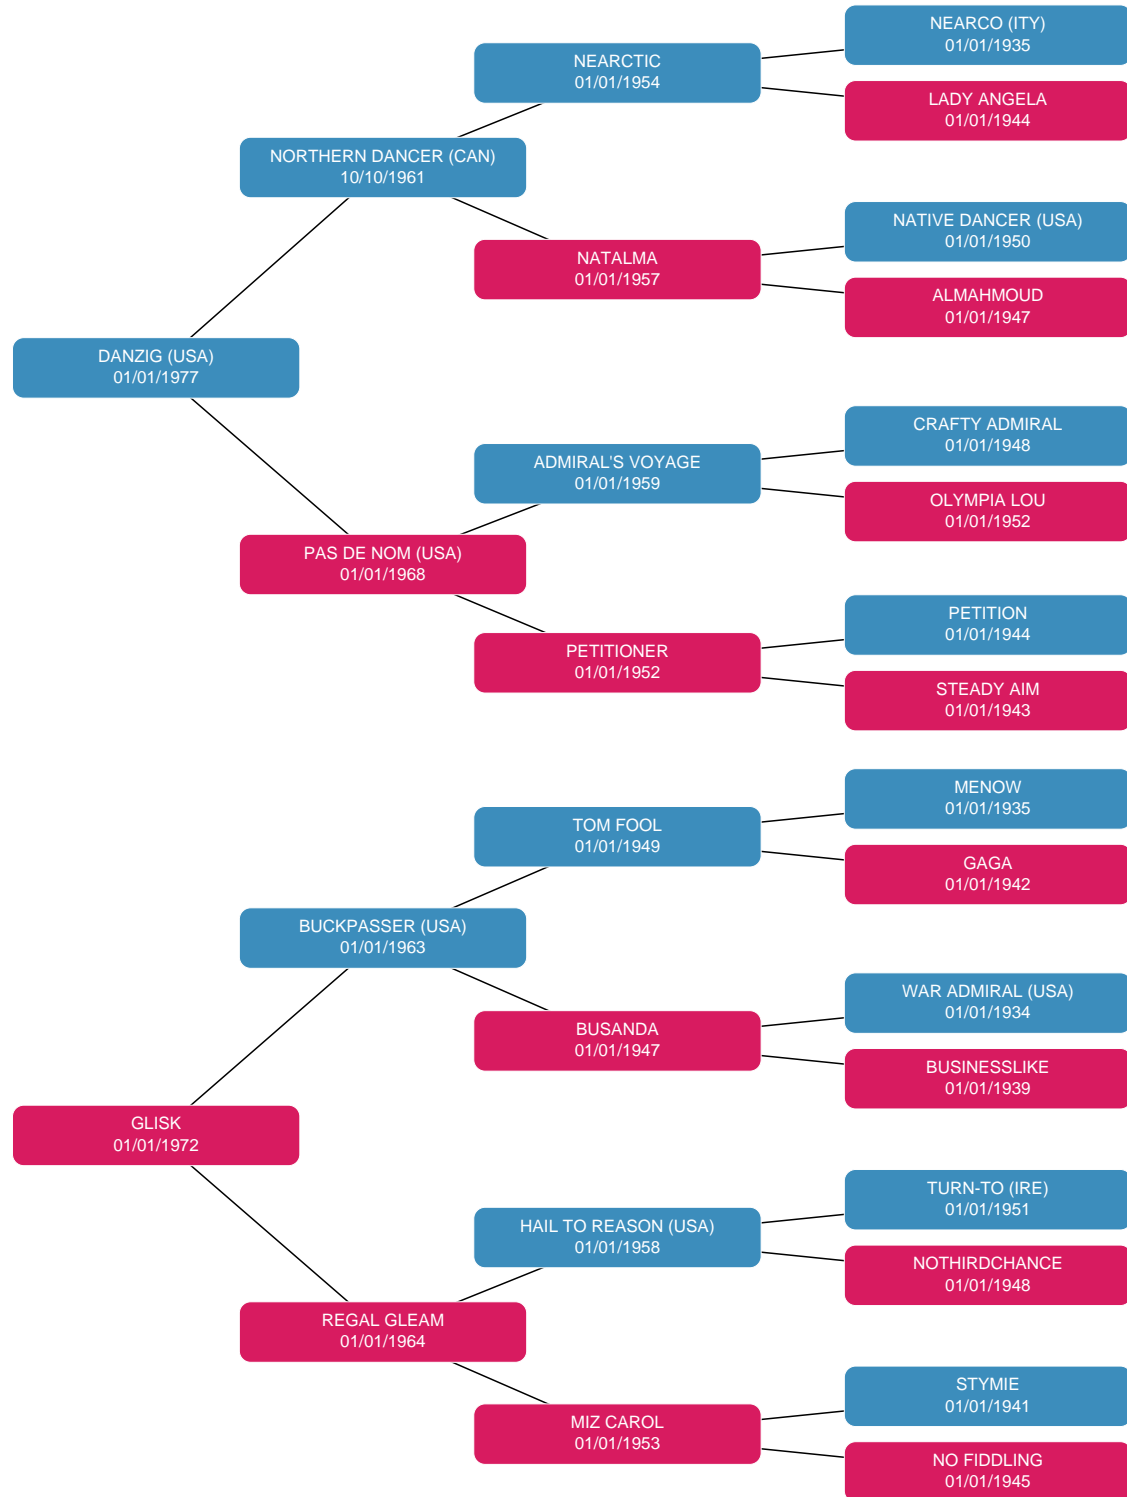 NEARCO (ITY)
01/01/1935
NEARCTIC
01/01/1954
LADY ANGELA
01/01/1944
NORTHERN DANCER (CAN)
10/10/1961
NATIVE DANCER (USA)
01/01/1950
NATALMA
01/01/1957
ALMAHMOUD
01/01/1947
DANZIG (USA)
01/01/1977
CRAFTY ADMIRAL
01/01/1948
ADMIRAL'S VOYAGE
01/01/1959
OLYMPIA LOU
01/01/1952
PAS DE NOM (USA)
01/01/1968
PETITION
01/01/1944
PETITIONER
01/01/1952
STEADY AIM
01/01/1943
MENOW
01/01/1935
TOM FOOL
01/01/1949
GAGA
01/01/1942
BUCKPASSER (USA)
01/01/1963
WAR ADMIRAL (USA)
01/01/1934
BUSANDA
01/01/1947
BUSINESSLIKE
01/01/1939
GLISK
01/01/1972
TURN-TO (IRE)
01/01/1951
HAIL TO REASON (USA)
01/01/1958
NOTHIRDCHANCE
01/01/1948
REGAL GLEAM
01/01/1964
STYMIE
01/01/1941
MIZ CAROL
01/01/1953
NO FIDDLING
01/01/1945